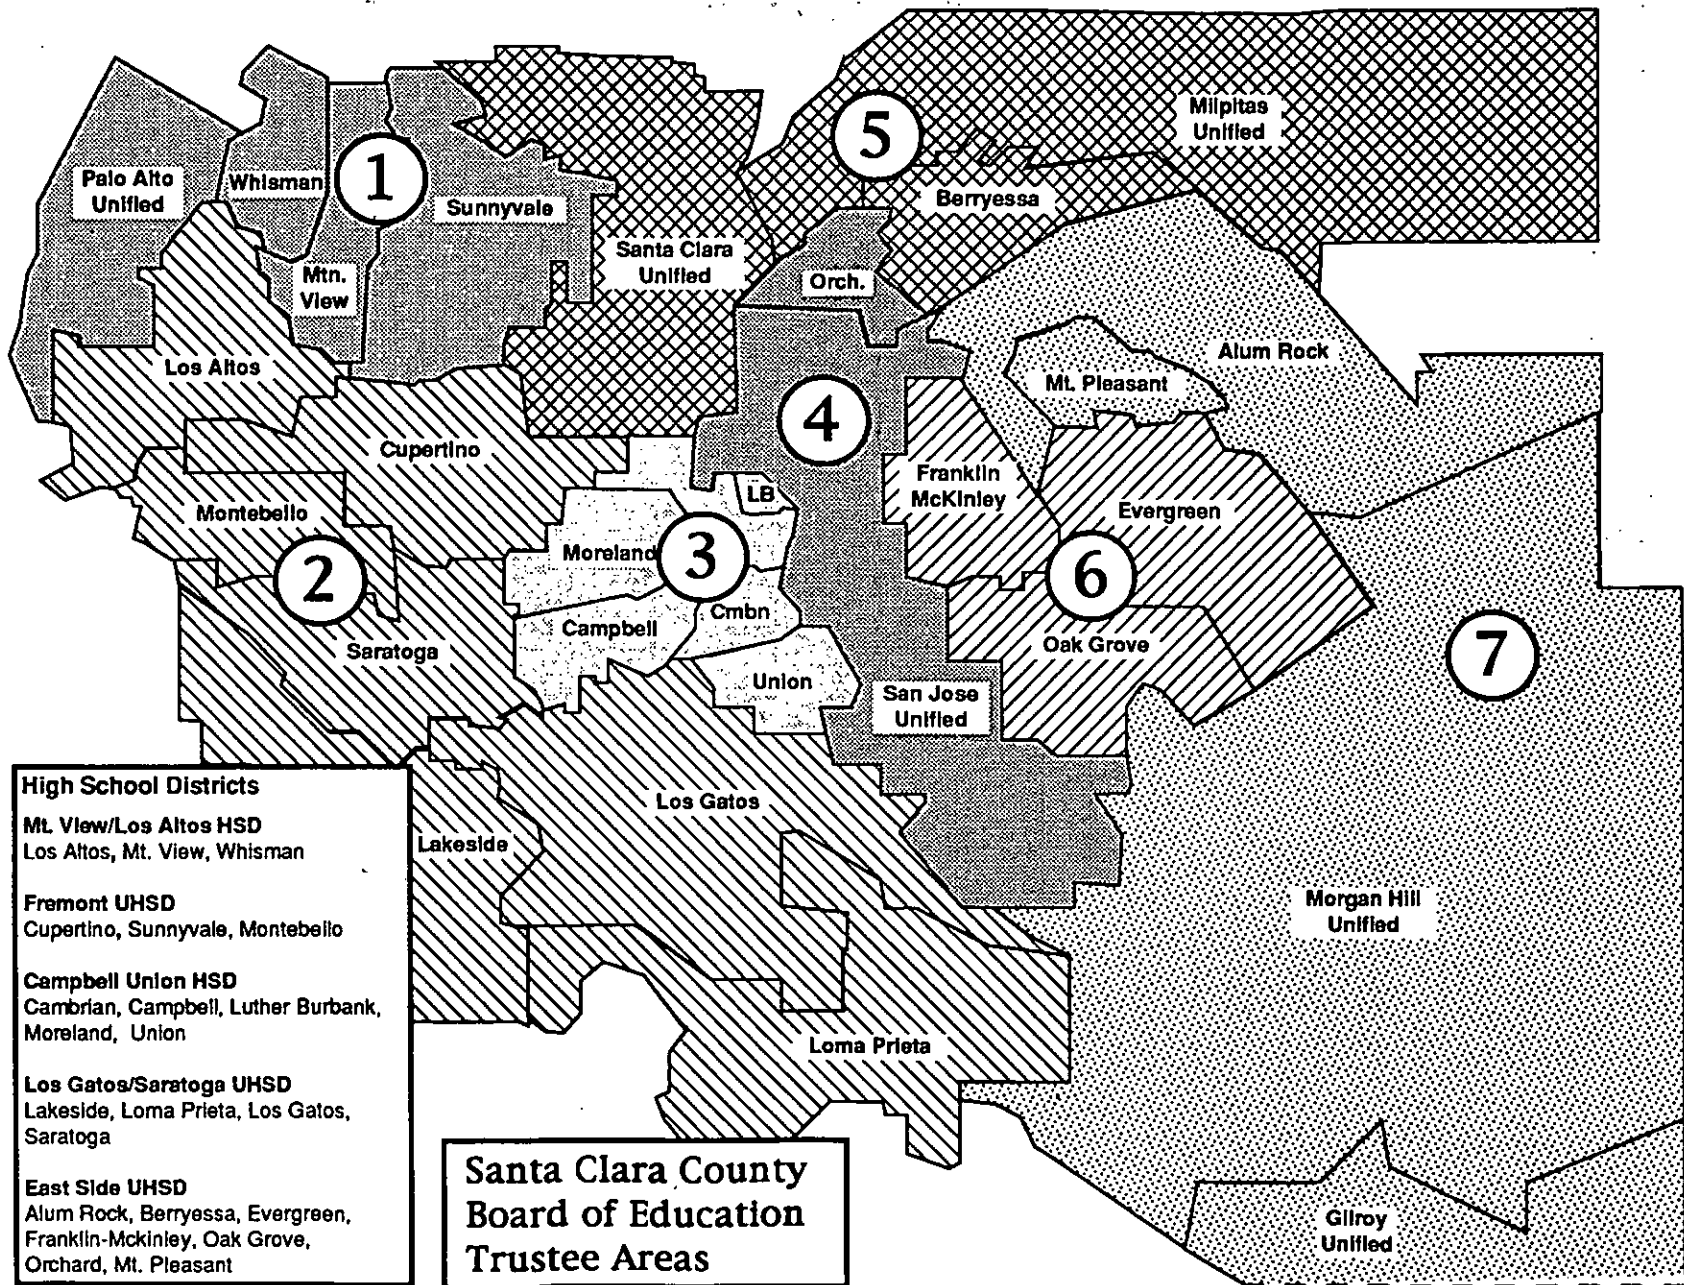 5
Milpitas
Unified
1
Palo Alto
Unified
Whisman
Sunnyvale
Berryessa
Santa Clara
Unified
Mtn.
View
Orch.
Los Altos
Alum Rock
Mt. Pleasant
4
Cupertino
Franklin
McKinley
LB
Montebello
Evergreen
Moreland
3
2
6
Cmbn
Campbell
Saratoga
Oak Grove
7
Union
San Jose
Unified
Los Gatos
Lakeside
Morgan Hill
Unified
Loma Prieta
Gilroy
Unified
High School Districts
Mt. View/Los Altos HSD
Los Altos, Mt. View, Whisman
Fremont UHSD
Cupertino, Sunnyvale, Montebello
Campbell Union HSD
Cambrian, Campbell, Luther Burbank,
Moreland, Union
Los Gatos/Saratoga UHSD
Lakeside, Loma Prieta, Los Gatos,
Saratoga
East Side UHSD
Alum Rock, Berryessa, Evergreen,
Franklin-Mckinley, Oak Grove,
Orchard, Mt. Pleasant
Santa Clara County
Board of Education
Trustee Areas